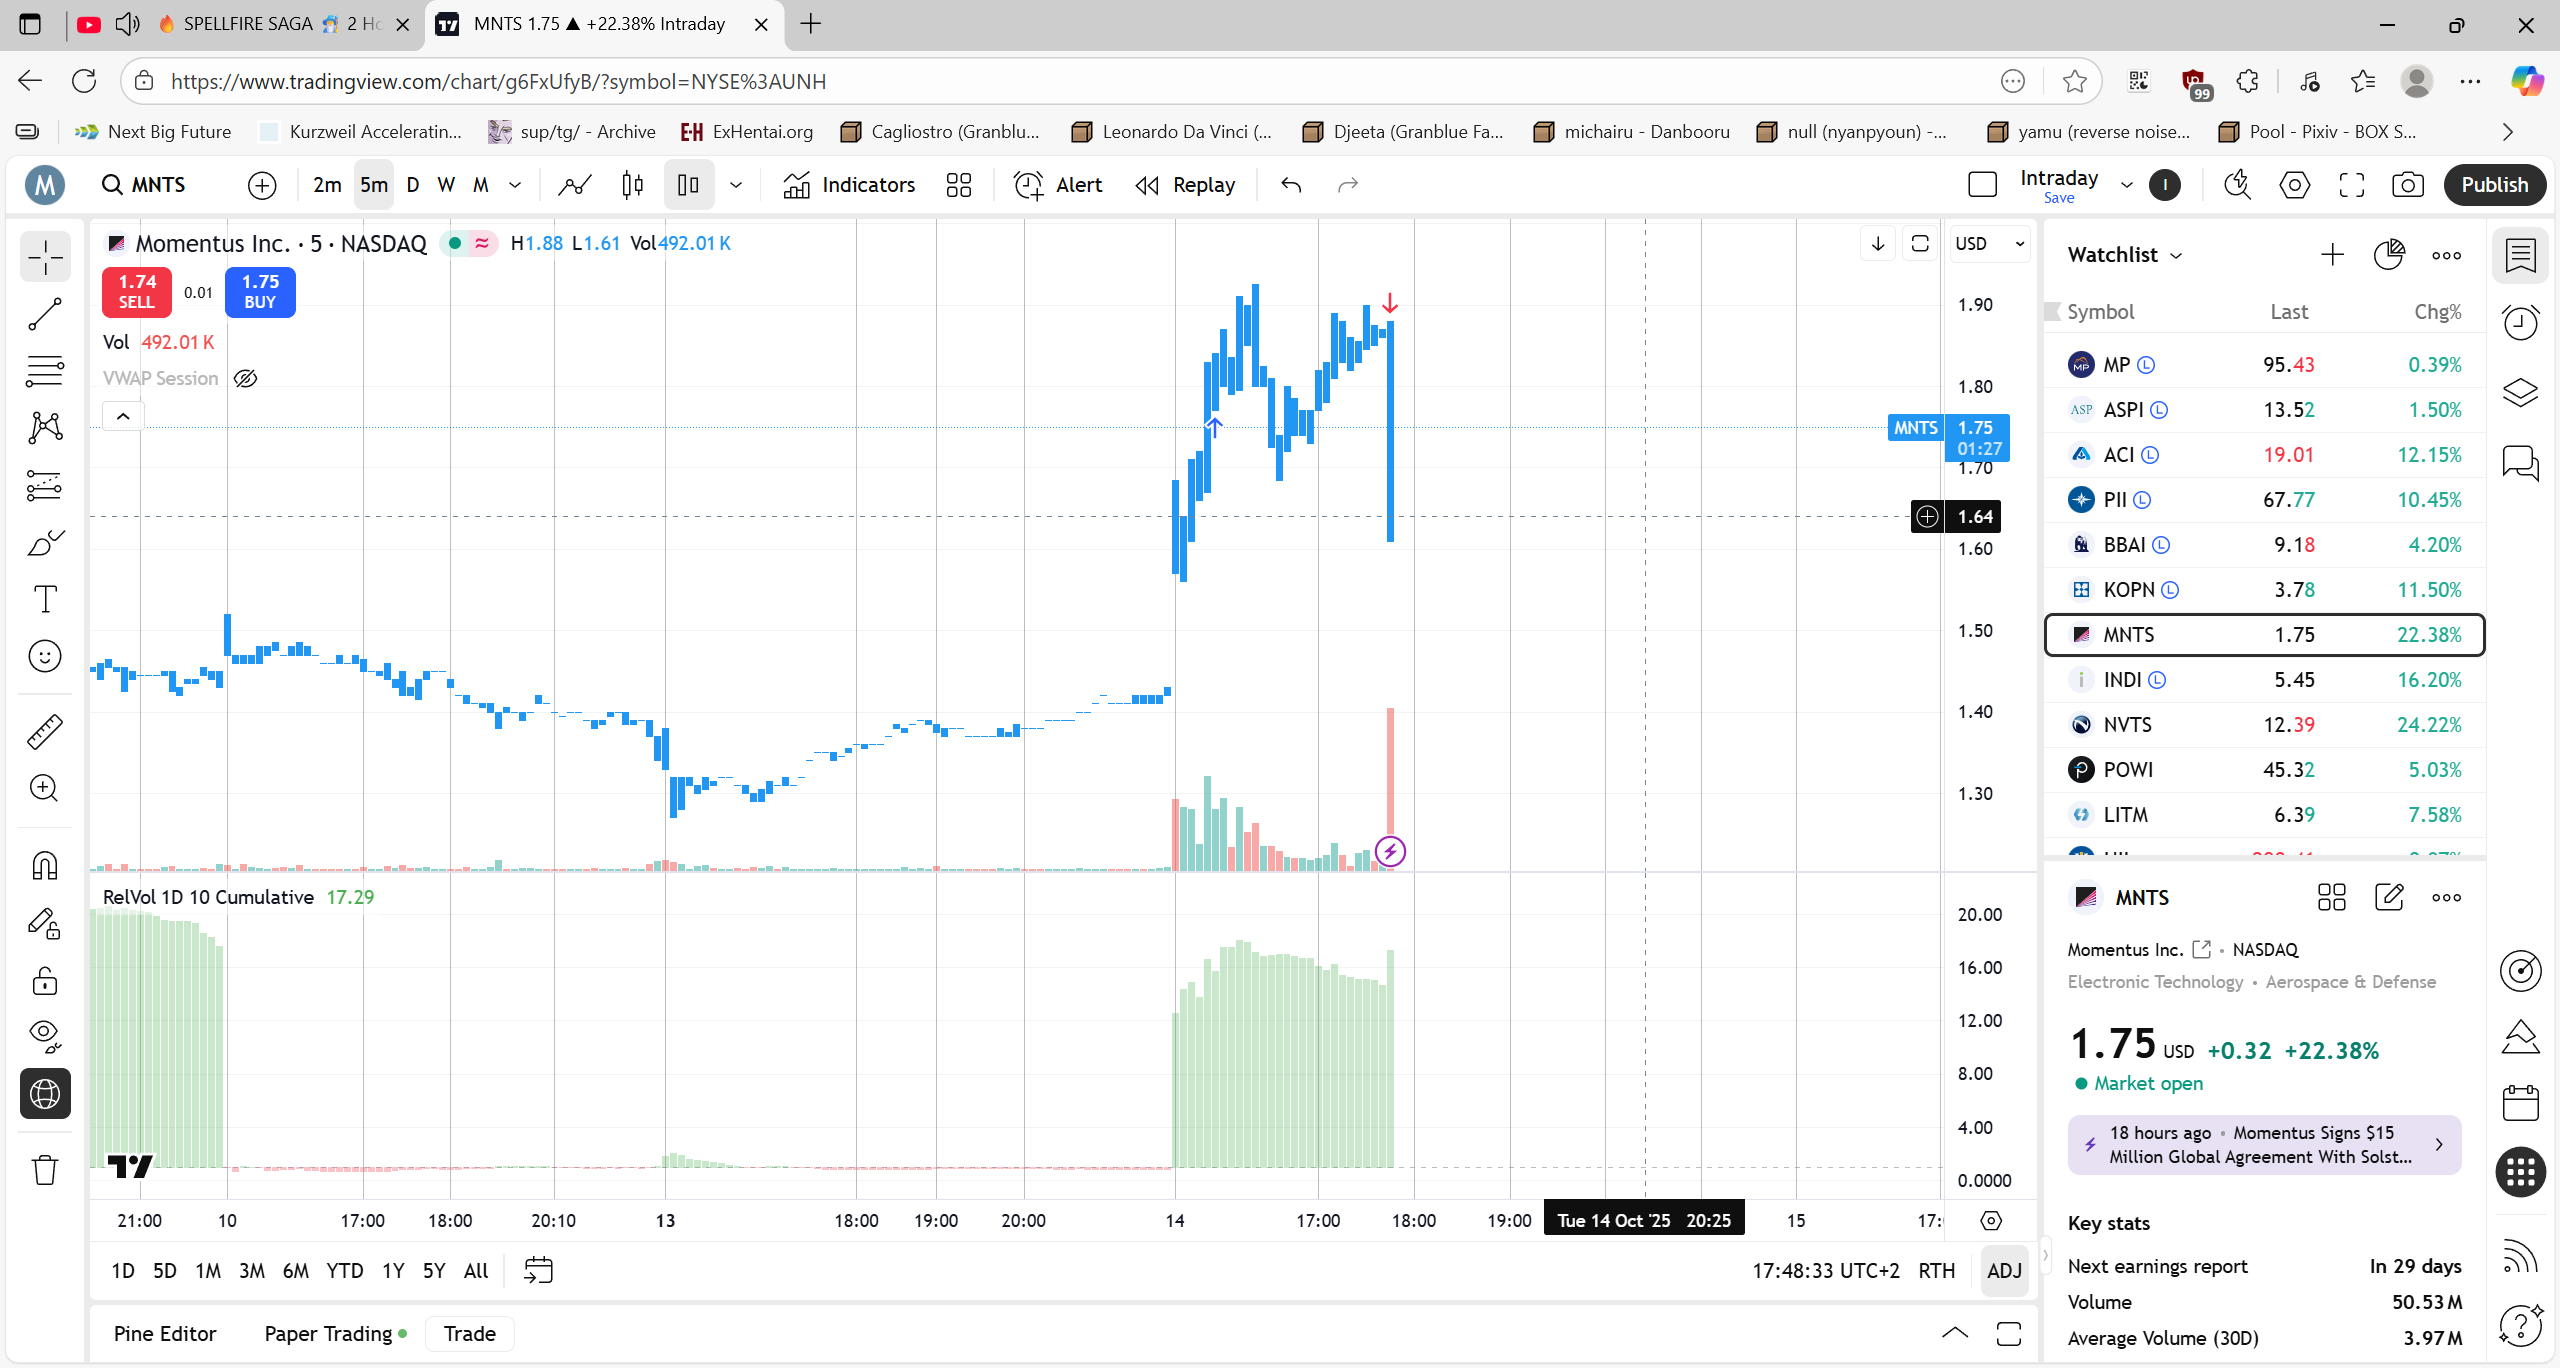 SPELLFIRE SAGA 2 Ho
MNTS 1.75 ▲ +22.38% Intraday
https://www.tradingview.com/chart/g6FxUfyB/?symbol=NYSE%3AUNH
99
Next Big Future
Kurzweil Acceleratin...
sup/tg/ - Archive
EH ExHentai.org
Cagliostro (Granblu...
Leonardo Da Vinci (...
Djeeta (Granblue Fa...
michairu - Danbooru
null (nyanpyoun) -...
yamu (reverse noise...
Pool - Pixiv - BOX S...
M MNTS 2m 5m D W M Indicators Alert Replay Intraday Save I Publish
Momentus Inc. · 5 · NASDAQ H1.88 L1.61 Vol492.01 K
1.74 SELL 0.01 1.75 BUY
Vol 492.01 K
VWAP Session
USD
1.90
1.80
MNTS 1.75
01:27
1.70
1.64
1.60
1.50
1.40
1.30
RelVol 1D 10 Cumulative 17.29
20.00
16.00
12.00
8.00
4.00
0.0000
21:00 10 17:00 18:00 20:10 13 18:00 19:00 20:00 14 17:00 18:00 19:00 Tue 14 Oct '25 20:25 15 17:
1D 5D 1M 3M 6M YTD 1Y 5Y All 17:48:33 UTC+2 RTH ADJ
Pine Editor Paper Trading Trade
Watchlist
Symbol Last Chg%
MP L 95.43 0.39%
ASP ASPI L 13.52 1.50%
ACI L 19.01 12.15%
PII L 67.77 10.45%
BBAI L 9.18 4.20%
KOPN L 3.78 11.50%
MNTS 1.75 22.38%
INDI L 5.45 16.20%
NVTS 12.39 24.22%
POWI 45.32 5.03%
LITM 6.39 7.58%
MNTS
Momentus Inc. · NASDAQ
Electronic Technology • Aerospace & Defense
1.75 USD +0.32 +22.38%
Market open
18 hours ago • Momentus Signs $15
Million Global Agreement With Solst...
Key stats
Next earnings report In 29 days
Volume 50.53 M
Average Volume (30D) 3.97 M